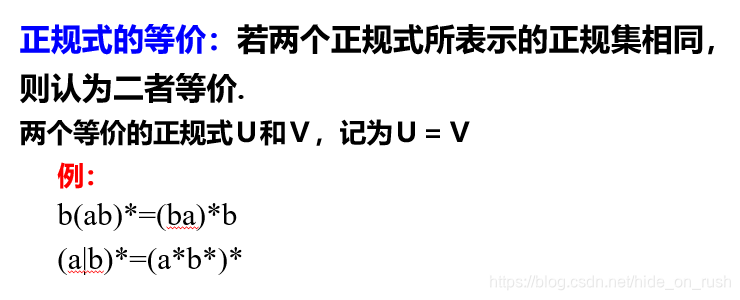 正规式的等价：若两个正规式所表示的正规集相同，
则认为二者等价.
两个等价的正规式U和V，记为U = V
例：
b(ab)*=(ba)*b
(a|b)*=(a*b*)*
https://blog.csdn.net/hide_on_rush